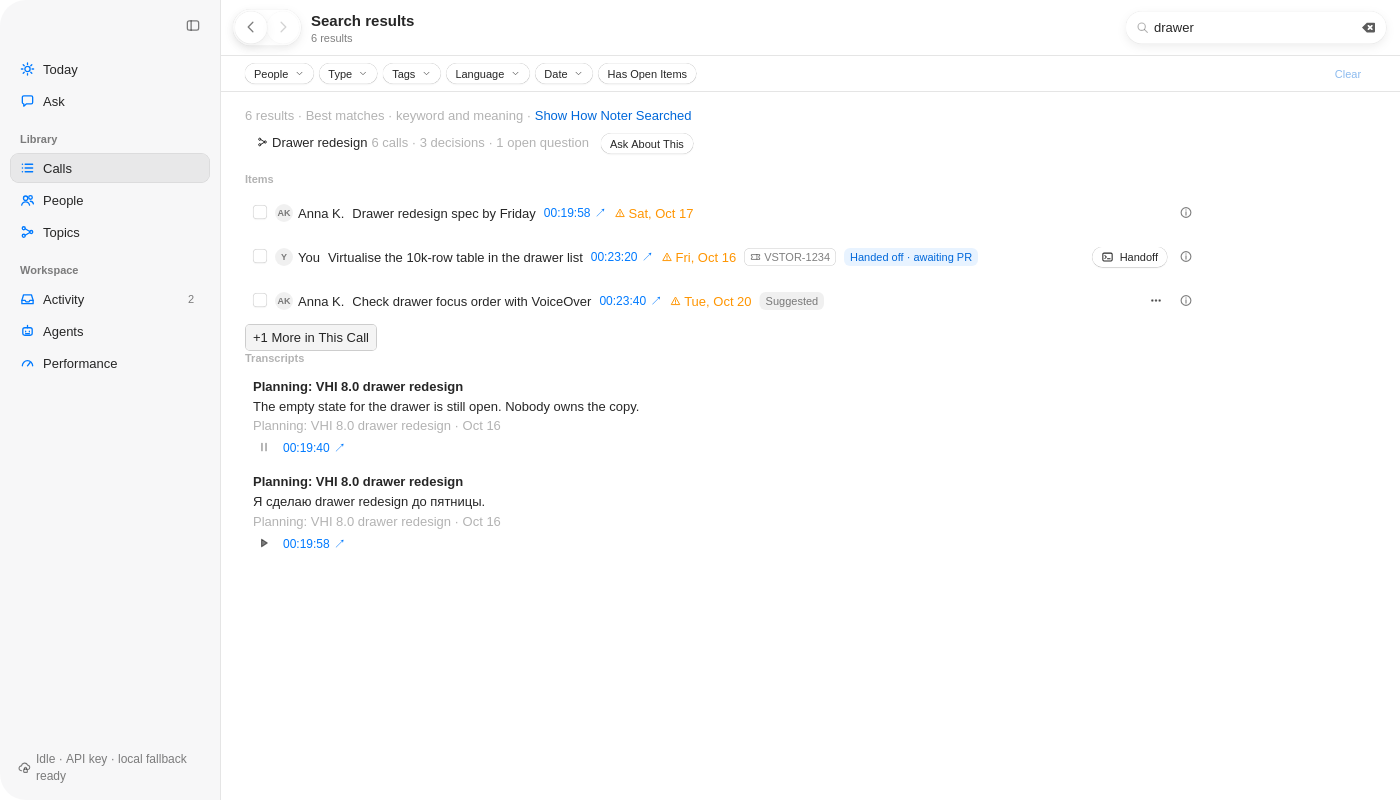 Search results
6 results
drawer
Today
Ask
Library
Calls
People
Topics
Workspace
Activity 2
Agents
Performance
Idle · API key · local fallback ready
People Type Tags Language Date Has Open Items Clear
6 results · Best matches · keyword and meaning · Show How Noter Searched
Drawer redesign 6 calls · 3 decisions · 1 open question Ask About This
Items
AK Anna K. Drawer redesign spec by Friday 00:19:58 Sat, Oct 17
Y You Virtualise the 10k-row table in the drawer list 00:23:20 Fri, Oct 16 VSTOR-1234 Handed off · awaiting PR Handoff
AK Anna K. Check drawer focus order with VoiceOver 00:23:40 Tue, Oct 20 Suggested
+1 More in This Call
Transcripts
Planning: VHI 8.0 drawer redesign
The empty state for the drawer is still open. Nobody owns the copy.
Planning: VHI 8.0 drawer redesign · Oct 16
00:19:40
Planning: VHI 8.0 drawer redesign
Я сделаю drawer redesign до пятницы.
Planning: VHI 8.0 drawer redesign · Oct 16
00:19:58